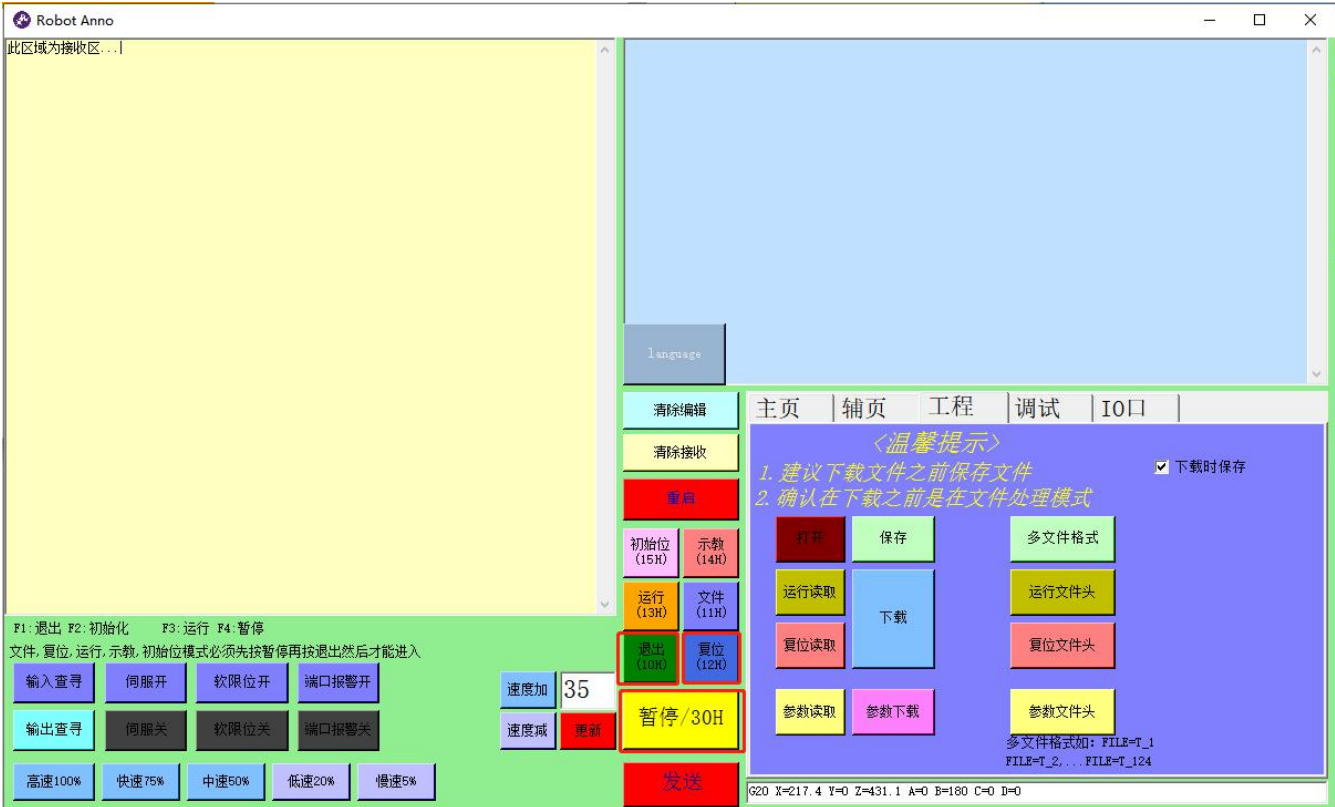 Robot Anno
此区域为接收区...
language
清除编辑
清除接收
重启
初始位
(15H)
示教
(14H)
运行
(13H)
文件
(11H)
退出
(10H)
复位
(12H)
暂停/30H
发送
F1:退出 F2:初始化 F3:运行 F4:暂停
文件,复位,运行,示教,初始位模式必须先按暂停再按退出然后才能进入
输入查寻 伺服开 软限位开 端口报警开
输出查寻 伺服关 软限位关 端口报警关
高速100% 快速75% 中速50% 低速20% 慢速5%
速度加 35
速度减 更新
主页 辅页 工程 调试 IO口
<温馨提示>
1.建议下载文件之前保存文件
2.确认在下载之前是在文件处理模式
下载时保存
打开 保存 多文件格式
运行读取 下载 运行文件头
复位读取 复位文件头
参数读取 参数下载 参数文件头
多文件格式如: FILE=T_1
FILE=T_2,...FILE=T_124
G20 X=217.4 Y=0 Z=431.1 A=0 B=180 C=0 D=0